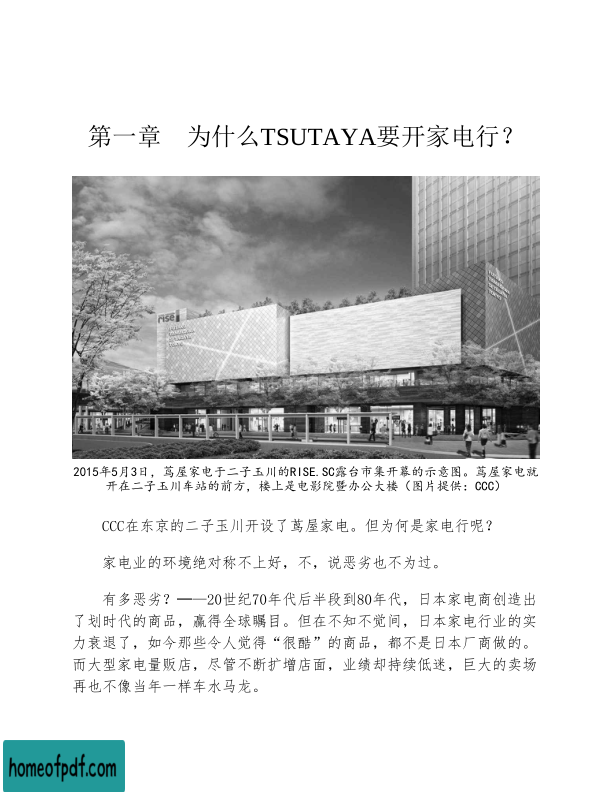 第一章　为什么TSUTAYA要开家电行？
rise
2015年5月3日，茑屋家电于二子玉川的RISE.SC露台市集开幕的示意图。茑屋家电就
开在二子玉川车站的前方，楼上是电影院暨办公大楼（图片提供：CCC）
CCC在东京的二子玉川开设了茑屋家电。但为何是家电行呢？
家电业的环境绝对称不上好，不，说恶劣也不为过。
有多恶劣？——20世纪70年代后半段到80年代，日本家电商创造出
了划时代的商品，赢得全球瞩目。但在不知不觉间，日本家电行业的实
力衰退了，如今那些令人觉得“很酷”的商品，都不是日本厂商做的。
而大型家电量贩店，尽管不断扩增店面，业绩却持续低迷，巨大的卖场
再也不像当年一样车水马龙。
homeofpdf.com